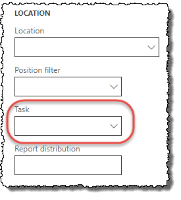 LOCATION
Location
Position filter
Task
Report distribution